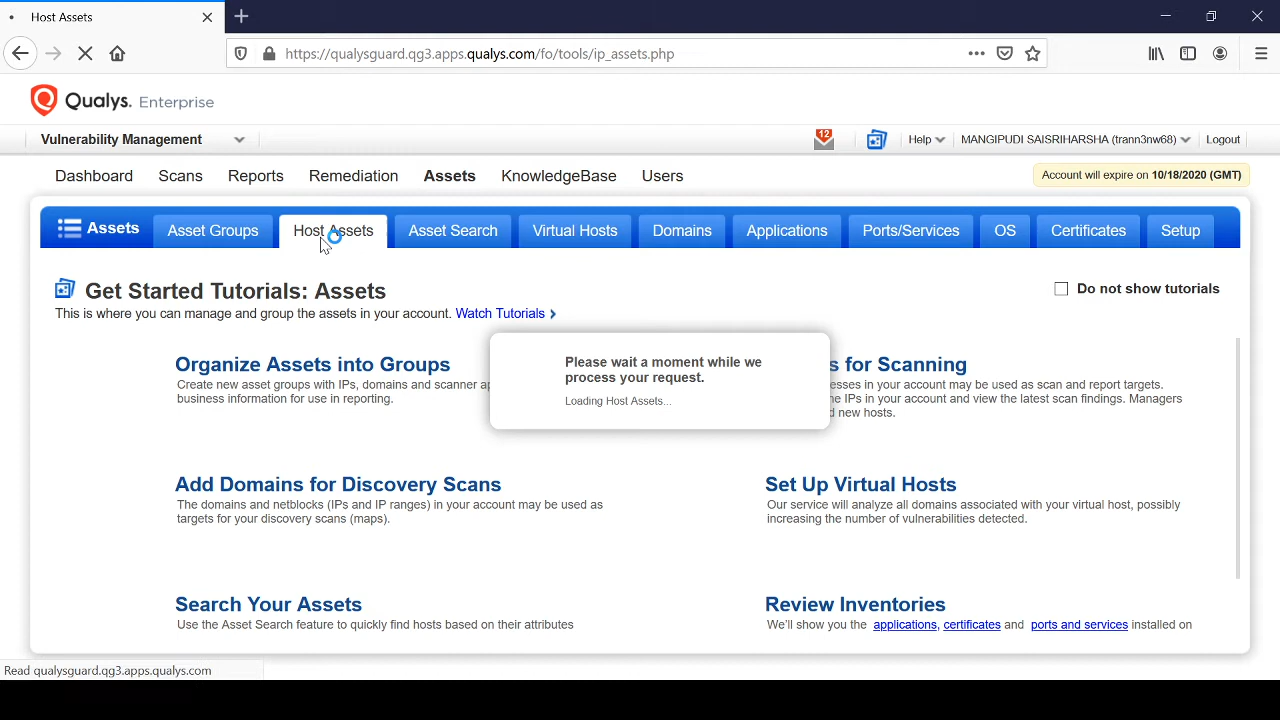 Host Assets
https://qualysguard.qg3.apps.qualys.com/fo/tools/ip_assets.php
Qualys. Enterprise
Vulnerability Management
12
Help
MANGIPUDI SAISRIHARSHA (trann3nw68)
Logout
Dashboard Scans Reports Remediation Assets KnowledgeBase Users
Account will expire on 10/18/2020 (GMT)
Assets Asset Groups Host Assets Asset Search Virtual Hosts Domains Applications Ports/Services OS Certificates Setup
Get Started Tutorials: Assets
Do not show tutorials
This is where you can manage and group the assets in your account. Watch Tutorials
Organize Assets into Groups
Create new asset groups with IPs, domains and scanner ap
business information for use in reporting.
Please wait a moment while we
process your request.
Loading Host Assets...
s for Scanning
esses in your account may be used as scan and report targets.
e IPs in your account and view the latest scan findings. Managers
d new hosts.
Add Domains for Discovery Scans
The domains and netblocks (IPs and IP ranges) in your account may be used as
targets for your discovery scans (maps).
Set Up Virtual Hosts
Our service will analyze all domains associated with your virtual host, possibly
increasing the number of vulnerabilities detected.
Search Your Assets
Use the Asset Search feature to quickly find hosts based on their attributes
Review Inventories
We'll show you the applications, certificates and ports and services installed on
Read qualysguard.qg3.apps.qualys.com